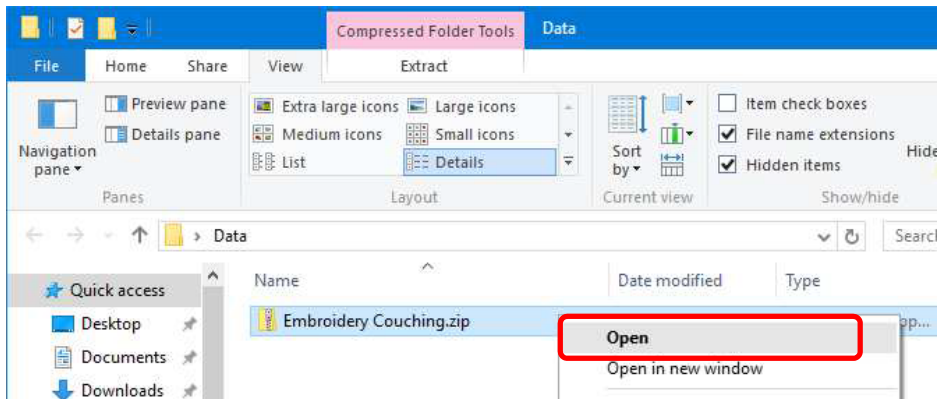 Compressed Folder Tools Data
File Home Share View Extract
Preview pane Extra large icons Large icons Item check boxes
Details pane Medium icons Small icons File name extensions
Navigation pane List Details Sort by Hidden items Hide
Panes Layout Current view Show/hide
Data Search
Quick access Name Date modified Type
Desktop Embroidery Couching.zip
Open
Documents
Open in new window
Downloads